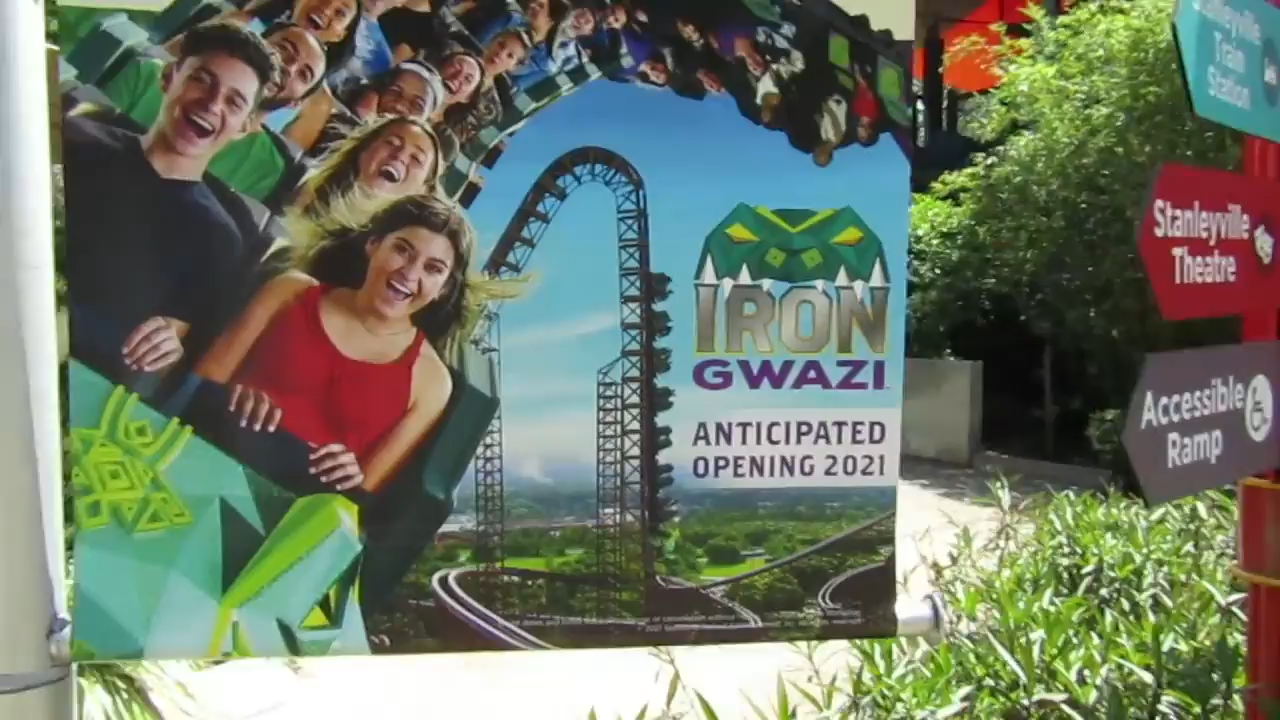 IRON
GWAZI
ANTICIPATED
OPENING 2021
Stanleyville
Train
Station
Stanleyville
Theatre
Accessible
Ramp